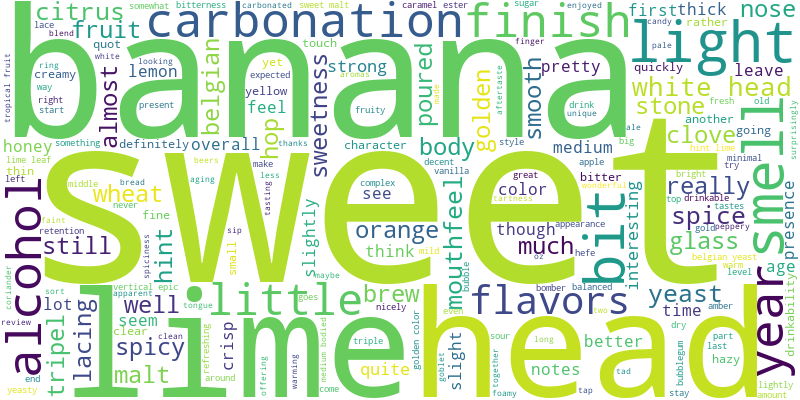 banana
sweet
lime
head
light
carbonation
finish
smell
alcohol
year
bit
flavors
little
citrus
fruit
quot
touch
creamy
lemon
almost
belgian
yet
yellow
feel
strong
sweetness
poured
golden
hop
smooth
pretty
first
thick
rather
nose
quickly
leave
white head
stone
another
clove
going
honey
definitely
overall
character
body
medium
really
wheat
still
hint
slightly
orange
think
see
color
though
much
mouthfeel
interesting
spice
glass
age
presence
drinkability
tripel
lacing
lot
well
seem
spicy
malt
crisp
brew
quite
slight
notes
better
yeast
time
hazy
lace
blend
somewhat
bitterness
carbonated
sweet malt
caramel ester
sugar
enjoyed
candy
pale
tropical fruit
ring
way
right
start
white
looking
present
expected
aromas
fruity
finger
nude
aftertaste
drink
unique
ale
fresh
old
surprisingly
something
thanks
style
big
hint lime
try
minimal
lime leaf
thin
left
middle
bread
never
beers
aging
make
less
tasting
decent
vanilla
complex
great
bitter
apple
wonderful
tartness
bright
top
drinkable
tastes
gold
peppery
belgian yeast
warm
level
faint
retention
fine
spiciness
sip
small
maybe
mild
appearance
oz
hefe
bubble
coriander
sort
vertical epic
apparent
goes
nicely
bomber
balanced
two
amber
review
clear
clean
tongue
refreshing
medium bodied
golden color
even
sour
long
dry
part
last
end
yeasty
around
offering
warming
come
triple
goblet
foamy
together
tap
tad
stay
bubblegum
lightly
amount